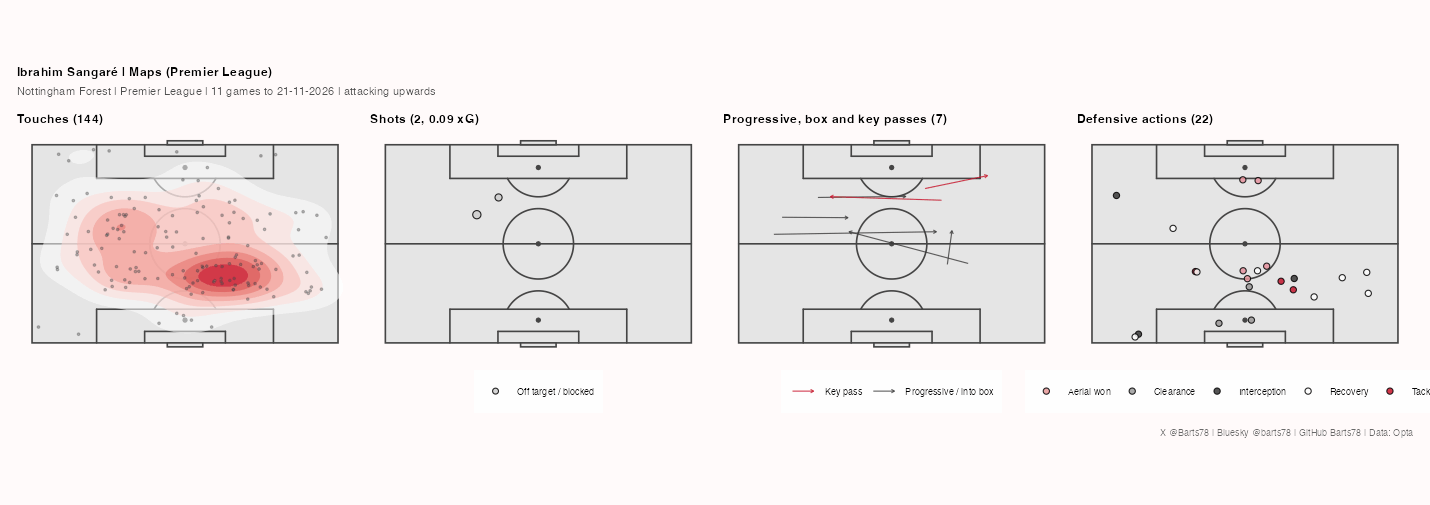 Ibrahim Sangaré | Maps (Premier League)
Nottingham Forest | Premier League | 11 games to 21-11-2026 | attacking upwards
Touches (144)
Shots (2, 0.09 xG)
Progressive, box and key passes (7)
Defensive actions (22)
Off target / blocked
Key pass
Progressive / into box
Aerial won
Clearance
Interception
Recovery
Tack
X @Barts78 | Bluesky @barts78 | GitHub Barts78 | Data: Opta